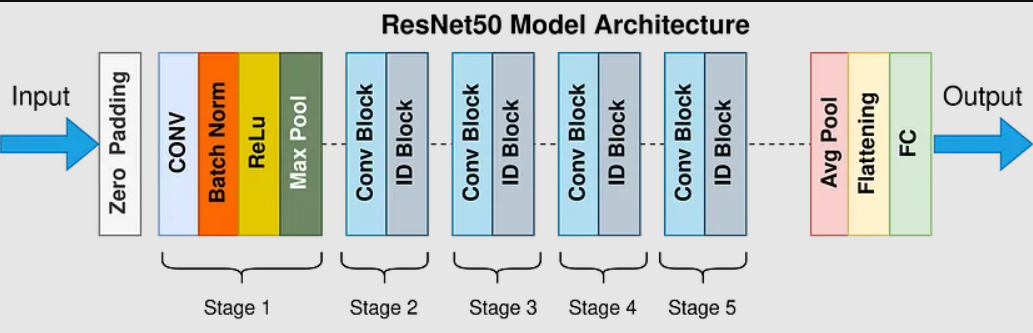 ResNet50 Model Architecture
Input
Zero Padding
CONV
Batch Norm
ReLu
Max Pool
Conv Block
ID Block
Conv Block
ID Block
Conv Block
ID Block
Conv Block
ID Block
Avg Pool
Flattening
FC
Output
Stage 1
Stage 2
Stage 3
Stage 4
Stage 5